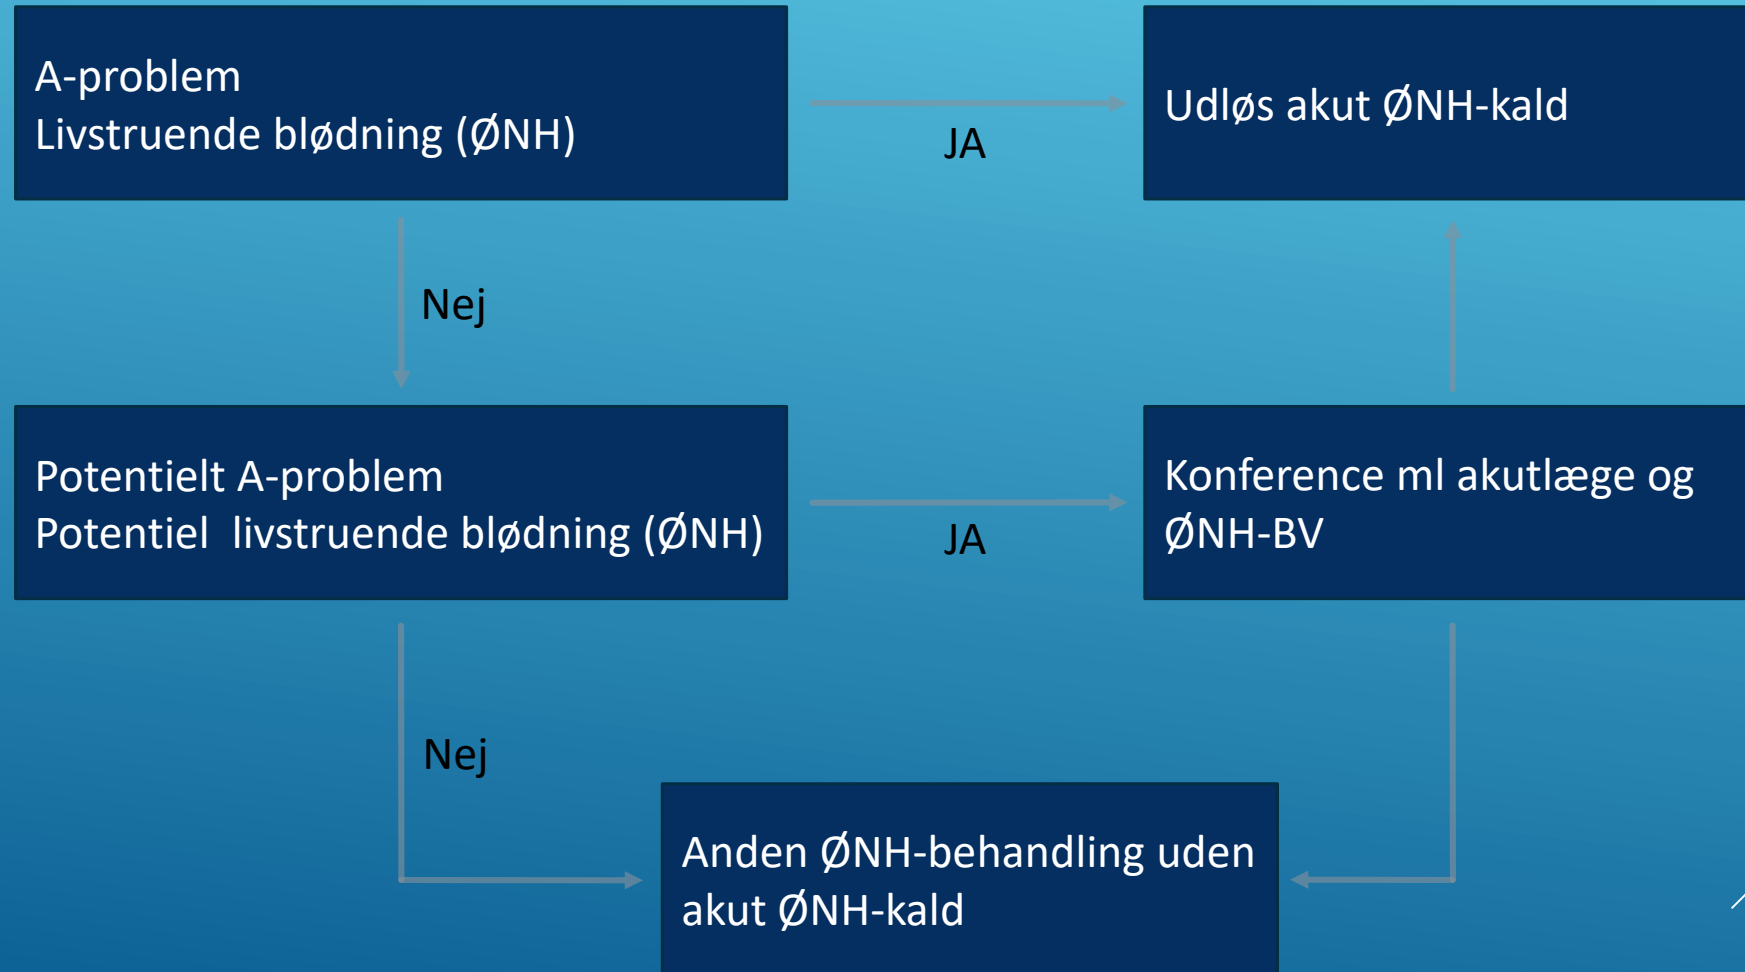 A-problem
Livstruende blødning (ØNH)
JA
Udløs akut ØNH-kald
Nej
Potentielt A-problem
Potentiel  livstruende blødning (ØNH)
JA
Konference ml akutlæge og
ØNH-BV
Nej
Anden ØNH-behandling uden
akut ØNH-kald